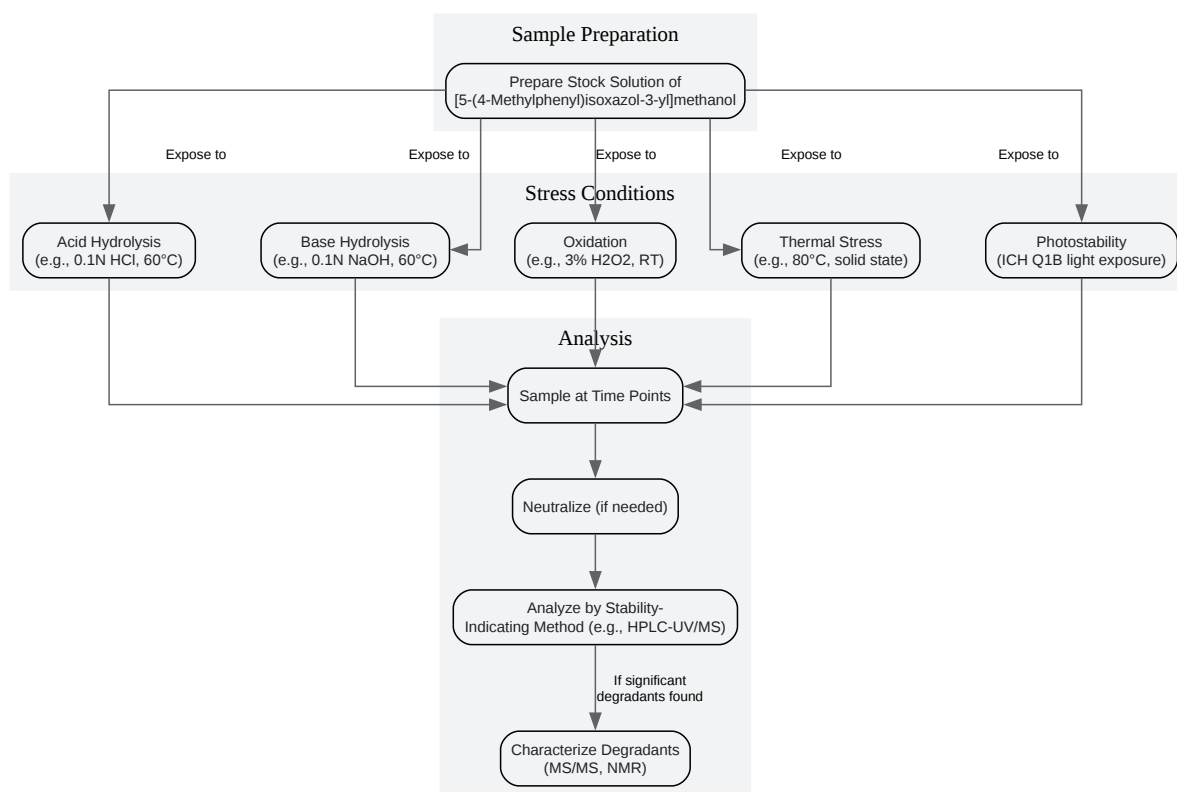 Sample Preparation
Prepare Stock Solution of
[5-(4-Methylphenyl)isoxazol-3-yl]methanol
Expose to
Expose to
Expose to
Expose to
Expose to
Stress Conditions
Acid Hydrolysis
(e.g., 0.1N HCl, 60°C)
Base Hydrolysis
(e.g., 0.1N NaOH, 60°C)
Oxidation
(e.g., 3% H2O2, RT)
Thermal Stress
(e.g., 80°C, solid state)
Photostability
(ICH Q1B light exposure)
Analysis
Sample at Time Points
Neutralize (if needed)
Analyze by Stability-
Indicating Method (e.g., HPLC-UV/MS)
If significant
degradants found
Characterize Degradants
(MS/MS, NMR)